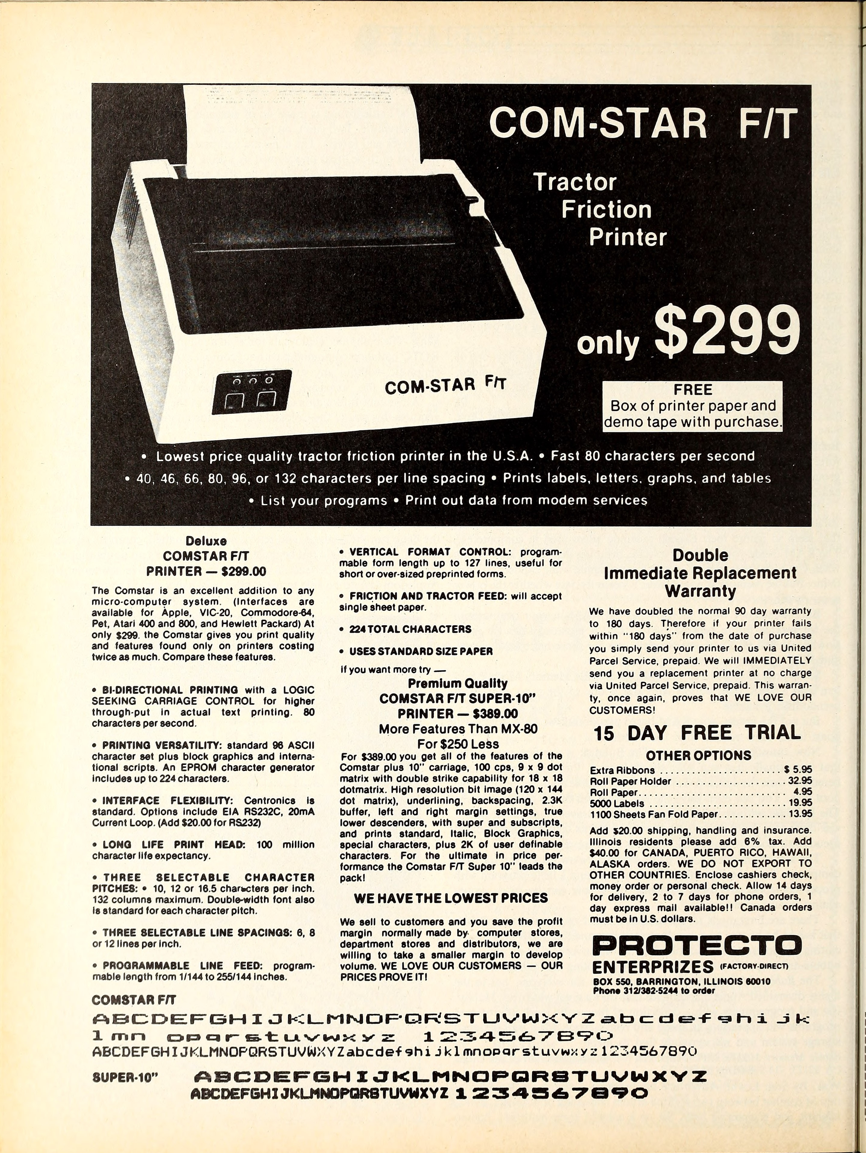 COM-STAR F/T
Tractor
Friction
Printer
only $299
FREE
Box of printer paper and
demo tape with purchase.
COM-STAR F/T
• Lowest price quality tractor friction printer in the U.S.A. • Fast 80 characters per second
• 40, 46, 66, 80, 96, or 132 characters per line spacing • Prints labels, letters, graphs, and tables
• List your programs • Print out data from modem services
Deluxe
COMSTAR F/T
PRINTER — $299.00
The Comstar is an excellent addition to any
micro-computer system. (Interfaces are
available for Apple, VIC-20, Commodore-64,
Pet, Atari 400 and 800, and Hewlett Packard) At
only $299. the Comstar gives you print quality
and features found only on printers costing
twice as much. Compare these features.
• BI-DIRECTIONAL PRINTING with a LOGIC
SEEKING CARRIAGE CONTROL for higher
through-put in actual text printing. 80
characters per second.
• PRINTING VERSATILITY: standard 96 ASCII
character set plus block graphics and interna-
tional scripts. An EPROM character generator
includes up to 224 characters.
• INTERFACE FLEXIBILITY: Centronics is
standard. Options include EIA RS232C, 20mA
Current Loop. (Add $20.00 for RS232)
• LONG LIFE PRINT HEAD: 100 million
character life expectancy.
• THREE SELECTABLE CHARACTER
PITCHES: • 10, 12 or 16.5 characters per inch.
132 columns maximum. Double-width font also
is standard for each character pitch.
• THREE SELECTABLE LINE SPACINGS: 6, 8
or 12 lines per inch.
• PROGRAMMABLE LINE FEED: program-
mable length from 1/144 to 255/144 inches.
• VERTICAL FORMAT CONTROL: program-
mable form length up to 127 lines, useful for
short or over-sized preprinted forms.
• FRICTION AND TRACTOR FEED: will accept
single sheet paper.
• 224 TOTAL CHARACTERS
• USES STANDARD SIZE PAPER
If you want more try —
Premium Quality
COMSTAR F/T SUPER-10"
PRINTER — $389.00
More Features Than MX-80
For $250 Less
For $389.00 you get all of the features of the
Comstar plus 10" carriage, 100 cps, 9 x 9 dot
matrix with double strike capability for 18 x 18
dotmatrix. High resolution bit image (120 x 144
dot matrix), underlining, backspacing, 2.3K
buffer, left and right margin settings, true
lower descenders, with super and subscripts,
and prints standard, Italic, Block Graphics,
special characters, plus 2K of user definable
characters. For the ultimate in price per-
formance the Comstar F/T Super 10" leads the
pack!
WE HAVE THE LOWEST PRICES
We sell to customers and you save the profit
margin normally made by computer stores,
department stores and distributors, we are
willing to take a smaller margin to develop
volume. WE LOVE OUR CUSTOMERS — OUR
PRICES PROVE IT!
Double
Immediate Replacement
Warranty
We have doubled the normal 90 day warranty
to 180 days. Therefore if your printer fails
within "180 days" from the date of purchase
you simply send your printer to us via United
Parcel Service, prepaid. We will IMMEDIATELY
send you a replacement printer at no charge
via United Parcel Service, prepaid. This warran-
ty, once again, proves that WE LOVE OUR
CUSTOMERS!
15 DAY FREE TRIAL
OTHER OPTIONS
Extra Ribbons . . . . . . . . . . . . . . . . . . . . . $ 5.95
Roll Paper Holder . . . . . . . . . . . . . . . . . . . 32.95
Roll Paper. . . . . . . . . . . . . . . . . . . . . . . . . . 4.95
5000 Labels . . . . . . . . . . . . . . . . . . . . . . . . 19.95
1100 Sheets Fan Fold Paper. . . . . . . . . . . . 13.95
Add $20.00 shipping, handling and insurance.
Illinois residents please add 6% tax. Add
$40.00 for CANADA, PUERTO RICO, HAWAII,
ALASKA orders. WE DO NOT EXPORT TO
OTHER COUNTRIES. Enclose cashiers check,
money order or personal check. Allow 14 days
for delivery, 2 to 7 days for phone orders, 1
day express mail available!! Canada orders
must be in U.S. dollars.
PROTECTO
ENTERPRIZES (FACTORY-DIRECT)
BOX 550, BARRINGTON, ILLINOIS 60010
Phone 312/382-5244 to order
COMSTAR F/T
ABCDEFGHIJKLMNOPQRSTUVWXYZabcdefghijk
lmn opqrstuvwxyz 1234567890
ABCDEFGHIJKLMNOPQRSTUVWXYZabcdefghijklmnopqrstuvwxyz1234567890
SUPER-10" ABCDEFGHIJKLMNOPQRSTUVWXYZ
ABCDEFGHIJKLMNOPQRSTUVWXYZ 1234567890